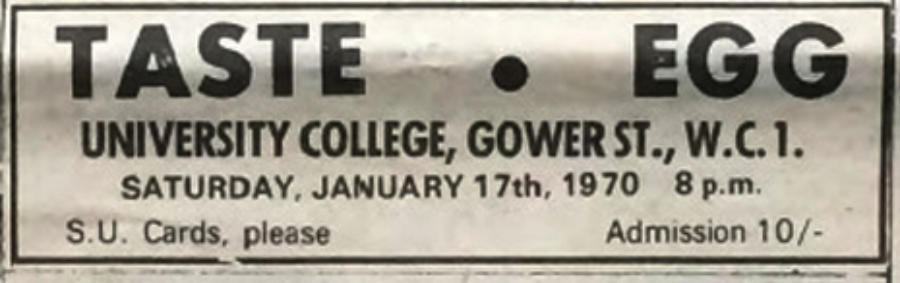 TASTE • EGG
UNIVERSITY COLLEGE, GOWER ST., W.C.1.
SATURDAY, JANUARY 17th, 1970 8 p.m.
S.U. Cards, please Admission 10/-